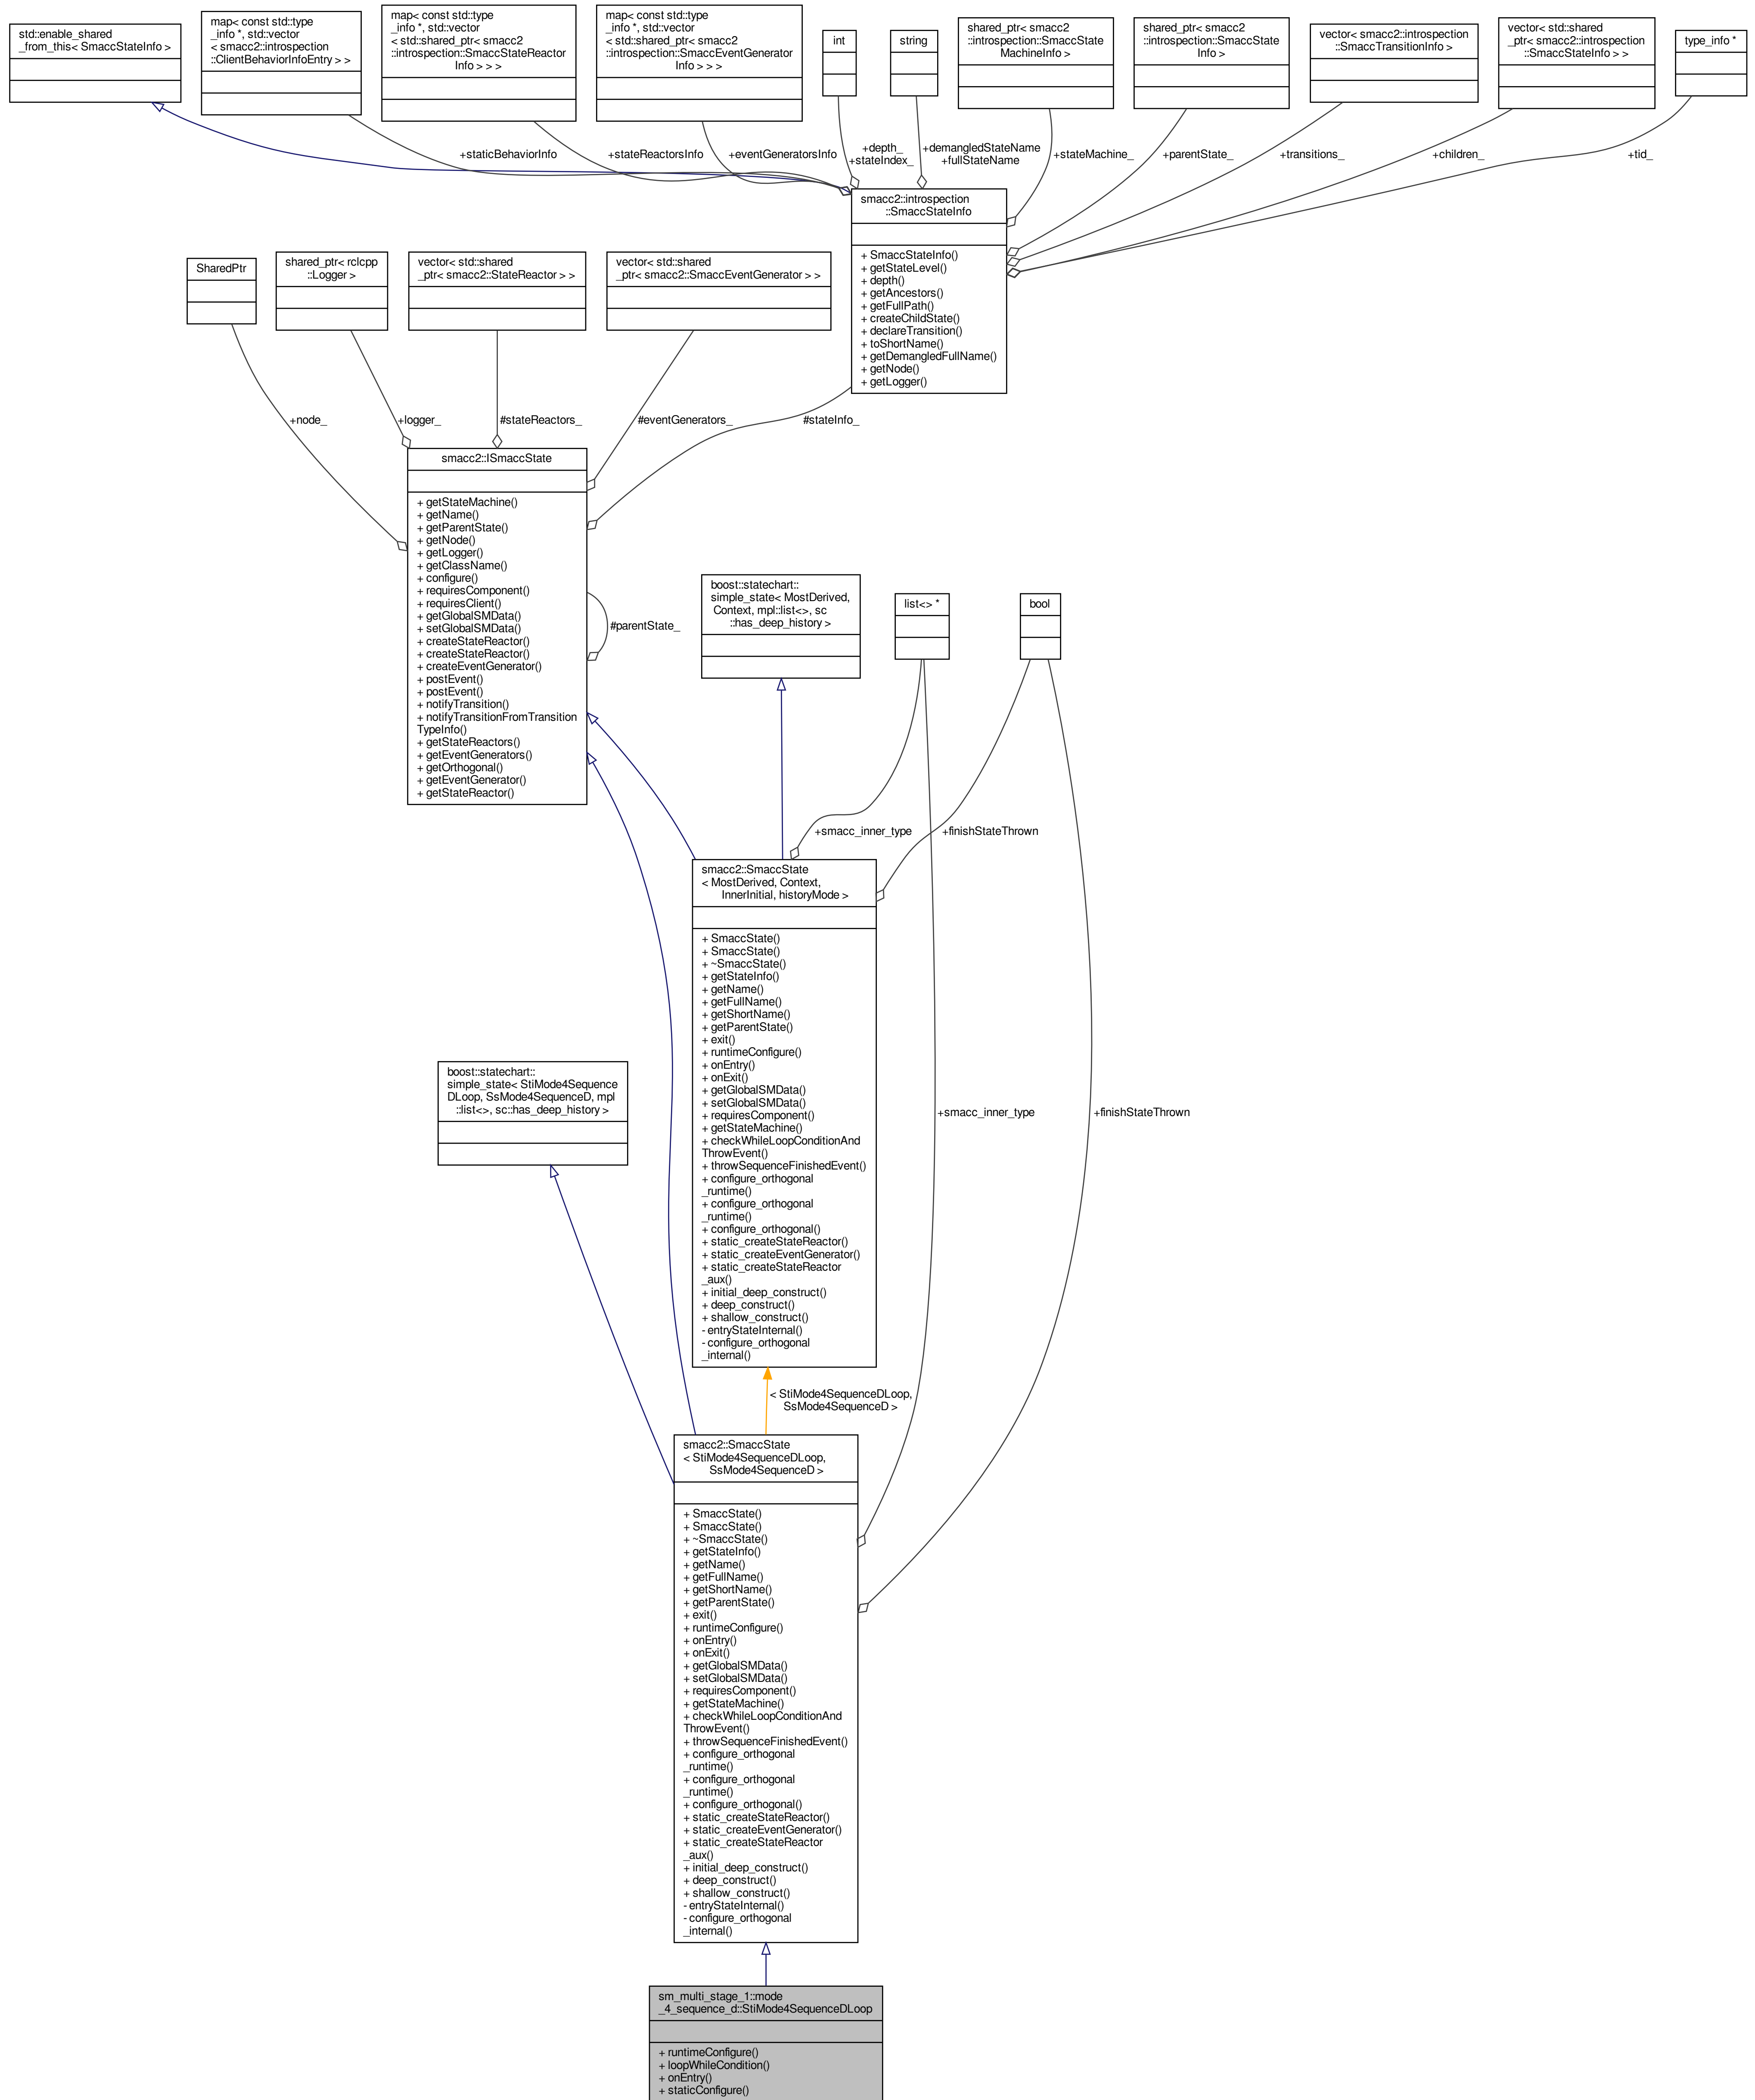 std::enable_shared
_from_this< SmaccStateInfo >
map< const std::type
_info *, std::vector
< smacc2::introspection
::ClientBehaviorInfoEntry > >
map< const std::type
_info *, std::vector
< std::shared_ptr< smacc2
::introspection::SmaccStateReactor
Info > > >
map< const std::type
_info *, std::vector
< std::shared_ptr< smacc2
::introspection::SmaccEventGenerator
Info > > >
int
string
shared_ptr< smacc2
::introspection::SmaccState
MachineInfo >
shared_ptr< smacc2
::introspection::SmaccState
Info >
vector< smacc2::introspection
::SmaccTransitionInfo >
vector< std::shared
_ptr< smacc2::introspection
::SmaccStateInfo > >
type_info *
+staticBehaviorInfo
+stateReactorsInfo
+eventGeneratorsInfo
+depth_
+stateIndex_
+demangledStateName
+fullStateName
+stateMachine_
+parentState_
+transitions_
+children_
+tid_
smacc2::introspection
::SmaccStateInfo
+ SmaccStateInfo()
+ getStateLevel()
+ depth()
+ getAncestors()
+ getFullPath()
+ createChildState()
+ declareTransition()
+ toShortName()
+ getDemangledFullName()
+ getNode()
+ getLogger()
SharedPtr
shared_ptr< rclcpp
::Logger >
vector< std::shared
_ptr< smacc2::StateReactor > >
vector< std::shared
_ptr< smacc2::SmaccEventGenerator > >
+node_
+logger_
#stateReactors_
#eventGenerators_
#stateInfo_
smacc2::ISmaccState
+ getStateMachine()
+ getName()
+ getParentState()
+ getNode()
+ getLogger()
+ getClassName()
+ configure()
+ requiresComponent()
+ requiresClient()
+ getGlobalSMData()
+ setGlobalSMData()
+ createStateReactor()
+ createStateReactor()
+ createEventGenerator()
+ postEvent()
+ postEvent()
+ notifyTransition()
+ notifyTransitionFromTransition
TypeInfo()
+ getStateReactors()
+ getEventGenerators()
+ getOrthogonal()
+ getEventGenerator()
+ getStateReactor()
#parentState_
boost::statechart::
simple_state< MostDerived,
Context, mpl::list<>, sc
::has_deep_history >
list<> *
bool
+smacc_inner_type
+finishStateThrown
smacc2::SmaccState
< MostDerived, Context,
InnerInitial, historyMode >
+ SmaccState()
+ SmaccState()
+ ~SmaccState()
+ getStateInfo()
+ getName()
+ getFullName()
+ getShortName()
+ getParentState()
+ exit()
+ runtimeConfigure()
+ onEntry()
+ onExit()
+ getGlobalSMData()
+ setGlobalSMData()
+ requiresComponent()
+ getStateMachine()
+ checkWhileLoopConditionAnd
ThrowEvent()
+ throwSequenceFinishedEvent()
+ configure_orthogonal
_runtime()
+ configure_orthogonal
_runtime()
+ configure_orthogonal()
+ static_createStateReactor()
+ static_createEventGenerator()
+ static_createStateReactor
_aux()
+ initial_deep_construct()
+ deep_construct()
+ shallow_construct()
- entryStateInternal()
- configure_orthogonal
_internal()
boost::statechart::
simple_state< StiMode4Sequence
DLoop, SsMode4SequenceD, mpl
::list<>, sc::has_deep_history >
+smacc_inner_type
+finishStateThrown
< StiMode4SequenceDLoop,
SsMode4SequenceD >
smacc2::SmaccState
< StiMode4SequenceDLoop,
SsMode4SequenceD >
+ SmaccState()
+ SmaccState()
+ ~SmaccState()
+ getStateInfo()
+ getName()
+ getFullName()
+ getShortName()
+ getParentState()
+ exit()
+ runtimeConfigure()
+ onEntry()
+ onExit()
+ getGlobalSMData()
+ setGlobalSMData()
+ requiresComponent()
+ getStateMachine()
+ checkWhileLoopConditionAnd
ThrowEvent()
+ throwSequenceFinishedEvent()
+ configure_orthogonal
_runtime()
+ configure_orthogonal
_runtime()
+ configure_orthogonal()
+ static_createStateReactor()
+ static_createEventGenerator()
+ static_createStateReactor
_aux()
+ initial_deep_construct()
+ deep_construct()
+ shallow_construct()
- entryStateInternal()
- configure_orthogonal
_internal()
sm_multi_stage_1::mode
_4_sequence_d::StiMode4SequenceDLoop
+ runtimeConfigure()
+ loopWhileCondition()
+ onEntry()
+ staticConfigure()